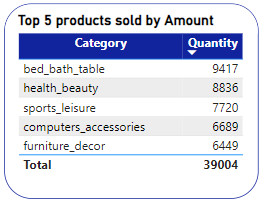 Top 5 products sold by Amount
Category Quantity
bed_bath_table 9417
health_beauty 8836
sports_leisure 7720
computers_accessories 6689
furniture_decor 6449
Total 39004